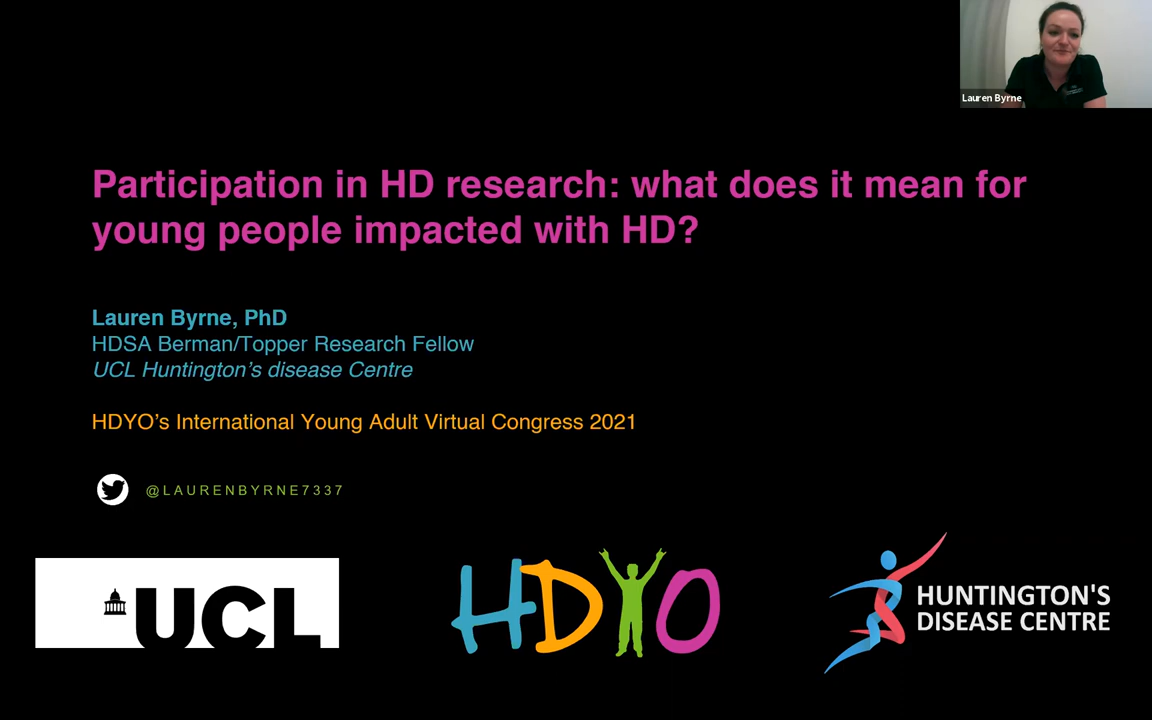 Lauren Byrne
Participation in HD research: what does it mean for
young people impacted with HD?
Lauren Byrne, PhD
HDSA Berman/Topper Research Fellow
UCL Huntington's disease Centre
HDYO's International Young Adult Virtual Congress 2021
@LAURENBYRNE7337
UCL
HDYO
HUNTINGTON'S
DISEASE CENTRE